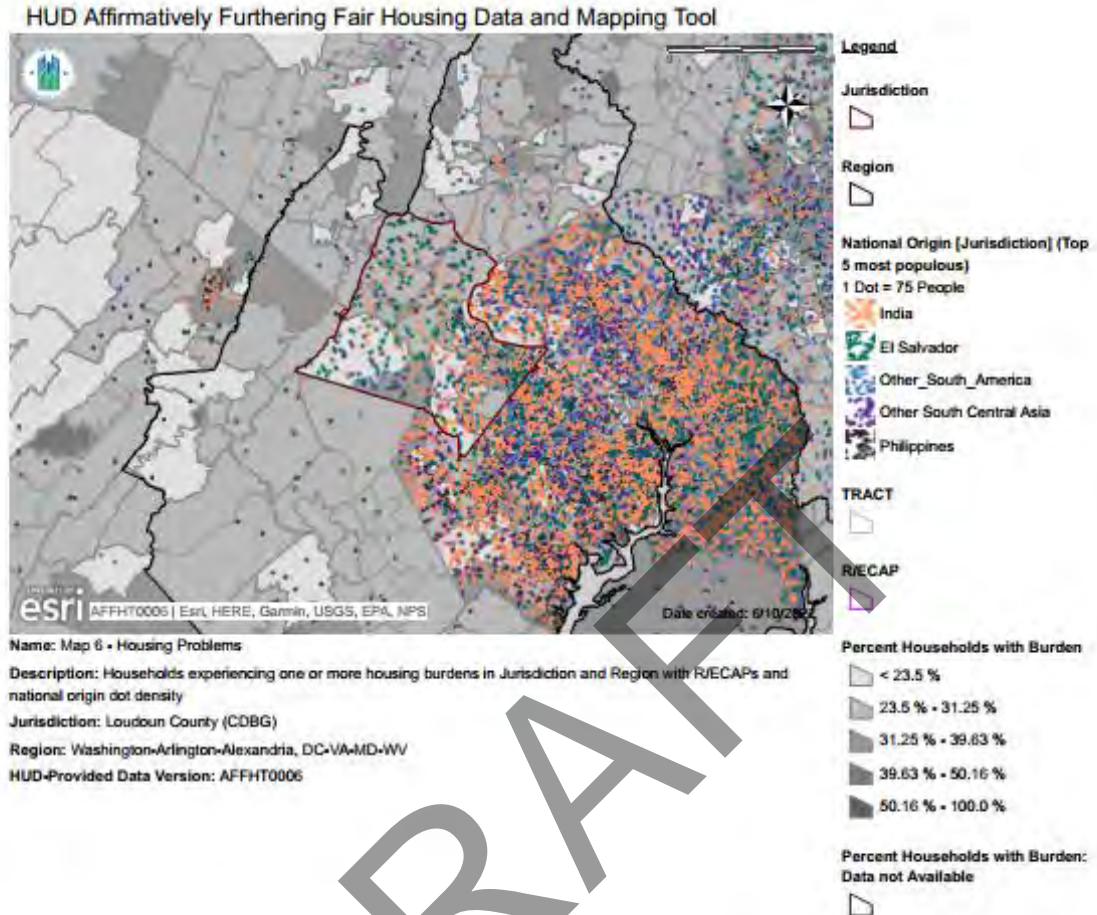 HUD Affirmatively Furthering Fair Housing Data and Mapping Tool
Legend
Jurisdiction
Region
National Origin [Jurisdiction] (Top
5 most populous)
1 Dot = 75 People
India
El Salvador
Other_South_America
Other South Central Asia
Philippines
TRACT
R/ECAP
Percent Households with Burden
< 23.5 %
23.5 % - 31.25 %
31.25 % - 39.63 %
39.63 % - 50.16 %
50.16 % - 100.0 %
Percent Households with Burden:
Data not Available
esri
AFFHT0006 | Esri, HERE, Garmin, USGS, EPA, NPS
Date created:
Name: Map 6 - Housing Problems
Description: Households experiencing one or more housing burdens in Jurisdiction and Region with R/ECAPs and
national origin dot density
Jurisdiction: Loudoun County (CDBG)
Region: Washington-Arlington-Alexandria, DC-VA-MD-WV
HUD-Provided Data Version: AFFHT0006
DRAFT